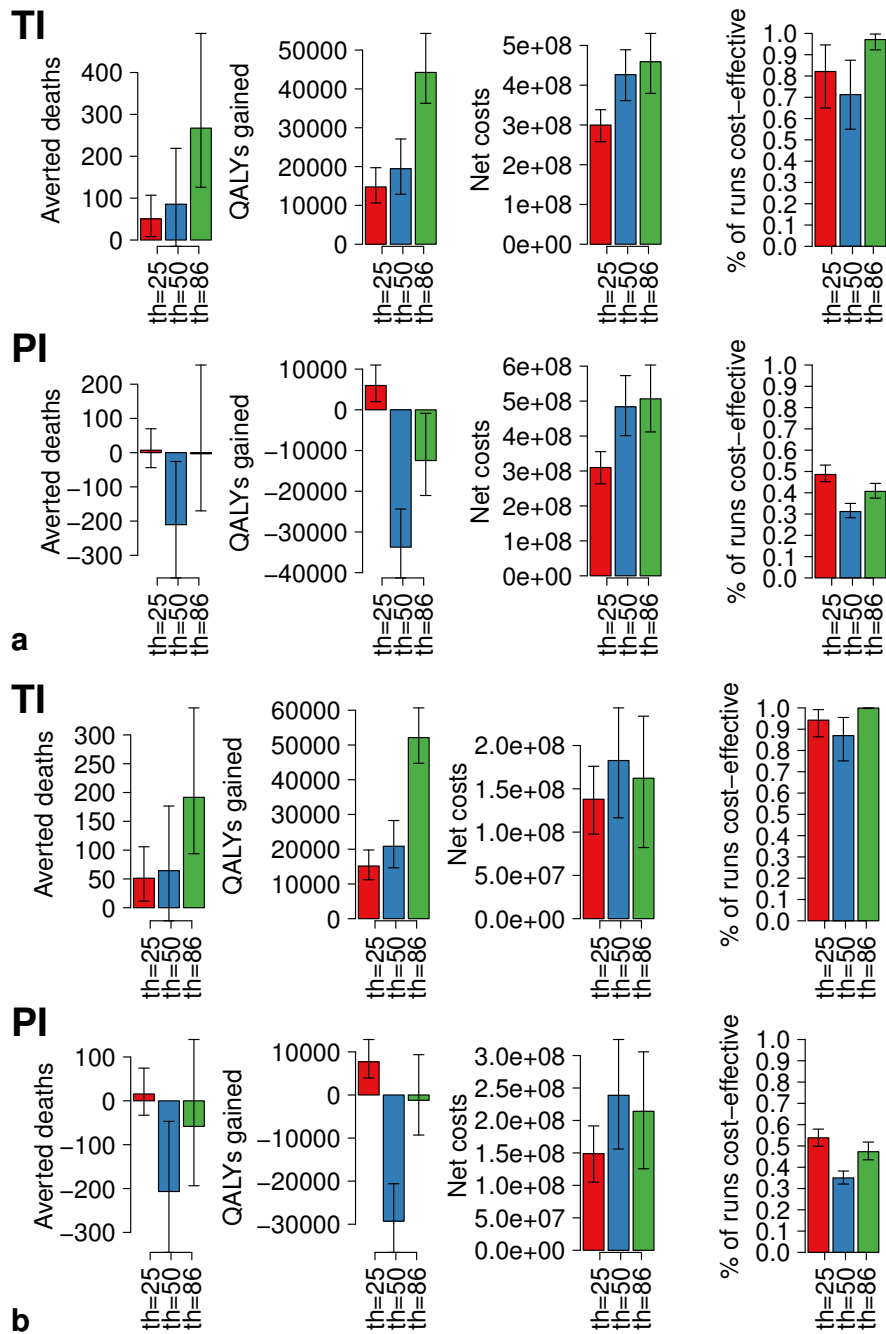 TI
Averted deaths
400
300
200
100
0
th=25
th=50
th=86
QALYs gained
50000
40000
30000
20000
10000
0
th=25
th=50
th=86
Net costs
5e+08
3e+08
2e+08
0e+00
th=25
th=50
th=86
% of runs cost−effective
1.0
0.9
0.8
0.7
0.6
0.5
0.4
0.3
0.2
0.1
0.0
th=25
th=50
th=86
PI
Averted deaths
200
100
0
−100
−200
−300
th=25
th=50
th=86
QALYs gained
10000
0
−10000
−20000
−30000
−40000
th=25
th=50
th=86
Net costs
6e+08
5e+08
4e+08
3e+08
2e+08
1e+08
0e+00
th=25
th=50
th=86
% of runs cost−effective
1.0
0.9
0.8
0.7
0.6
0.5
0.4
0.3
0.2
0.1
0.0
th=25
th=50
th=86
a
TI
Averted deaths
300
250
200
150
100
50
0
th=25
th=50
th=86
QALYs gained
60000
50000
40000
30000
20000
10000
0
th=25
th=50
th=86
Net costs
2.0e+08
1.5e+08
1.0e+08
5.0e+07
0.0e+00
th=25
th=50
th=86
% of runs cost−effective
1.0
0.9
0.8
0.7
0.6
0.5
0.4
0.3
0.2
0.1
0.0
th=25
th=50
th=86
PI
Averted deaths
100
0
−100
−200
−300
th=25
th=50
th=86
QALYs gained
10000
0
−10000
−20000
−30000
th=25
th=50
th=86
Net costs
3.0e+08
2.5e+08
2.0e+08
1.5e+08
1.0e+08
5.0e+07
0.0e+00
th=25
th=50
th=86
% of runs cost−effective
1.0
0.9
0.8
0.7
0.6
0.5
0.4
0.3
0.2
0.1
0.0
th=25
th=50
th=86
b